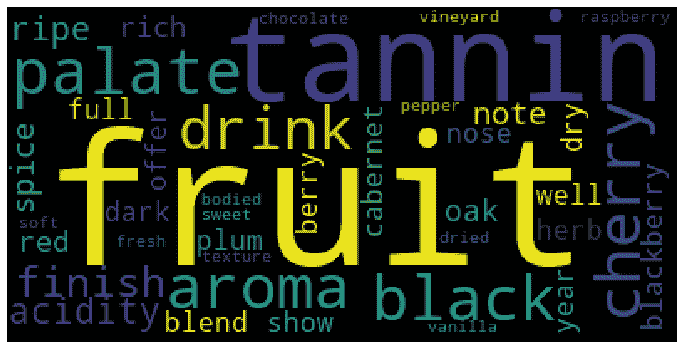 chocolate vineyard raspberry
ripe rich tannin
palate
full pepper note
drink
offer nose dry
spice fruit cabernet cherry
berry
bodied well
dark sweet oak blackberry
soft herb
red fresh plum dried
texture
finish aroma black year
acidity
blend show vanilla